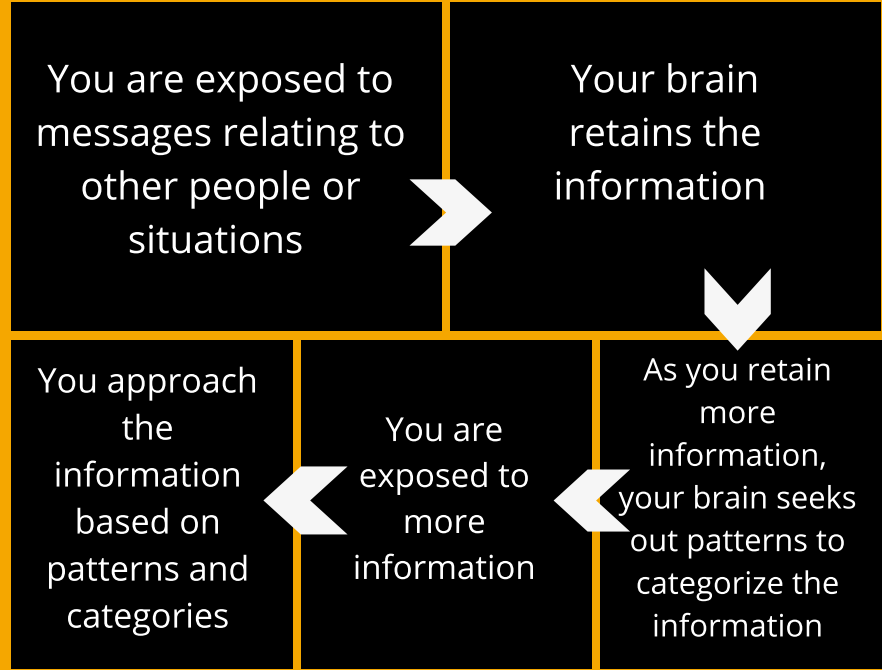 You are exposed to
messages relating to
other people or
situations
Your brain
retains the
information
As you retain
more
information,
your brain seeks
out patterns to
categorize the
information
You are
exposed to
more
information
You approach
the
information
based on
patterns and
categories